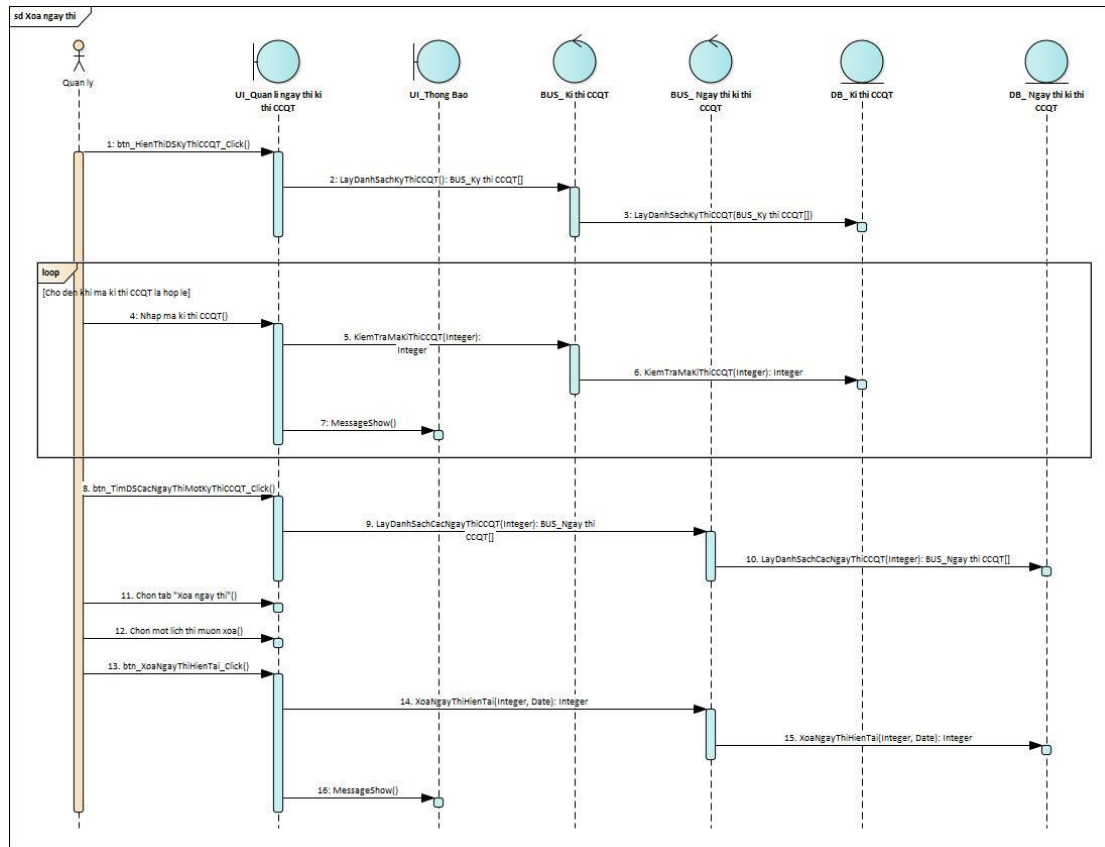 sd Xoa ngay thi
Quan ly
UI_Quan li ngay thi ki
thi CCQT
UI_Thong Bao
BUS_ Ki thi CCQT
BUS_ Ngay thi ki thi
CCQT
DB_ Ki thi CCQT
DB_ Ngay thi ki thi
CCQT
1: btn_HienThiDSKyThiCCQT_Click()
2: LayDanhSachKyThiCCQT(): BUS_Ky thi CCQT[]
3: LayDanhSachKyThiCCQT(BUS_Ky thi CCQT[])
loop
[Cho den khi ma ki thi CCQT la hop le]
4: Nhap ma ki thi CCQT()
5. KiemTraMaKiThiCCQT(Integer):
Integer
6. KiemTraMaKiThiCCQT(Integer): Integer
7: MessageShow()
8. btn_TimDSCacNgayThiMotKyThiCCQT_Click()
9. LayDanhSachCacNgayThiCCQT(Integer): BUS_Ngay thi
CCQT[]
10. LayDanhSachCacNgayThiCCQT(Integer): BUS_Ngay thi CCQT[]
11. Chon tab "Xoa ngay thi"()
12. Chon mot lich thi muon xoa()
13. btn_XoaNgayThiHienTai_Click()
14. XoaNgayThiHienTai(Integer, Date): Integer
15. XoaNgayThiHienTai(Integer, Date): Integer
16: MessageShow()